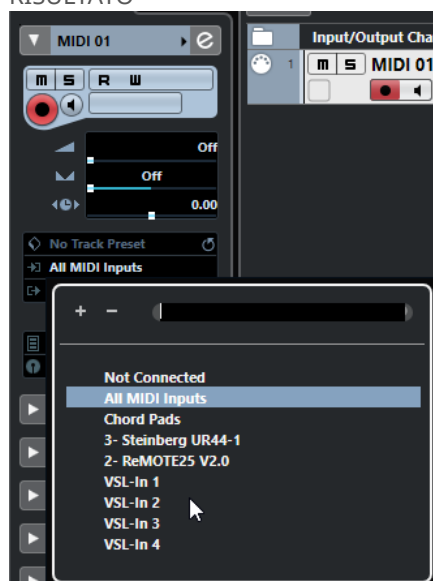 RISULTATO
MIDI 01
e
m S R W
Off
Off
0.00
No Track Preset
All MIDI Inputs
Input/Output Cha
1 m S MIDI 01
+ -
Not Connected
All MIDI Inputs
Chord Pads
3- Steinberg UR44-1
2- ReMOTE25 V2.0
VSL-In 1
VSL-In 2
VSL-In 3
VSL-In 4